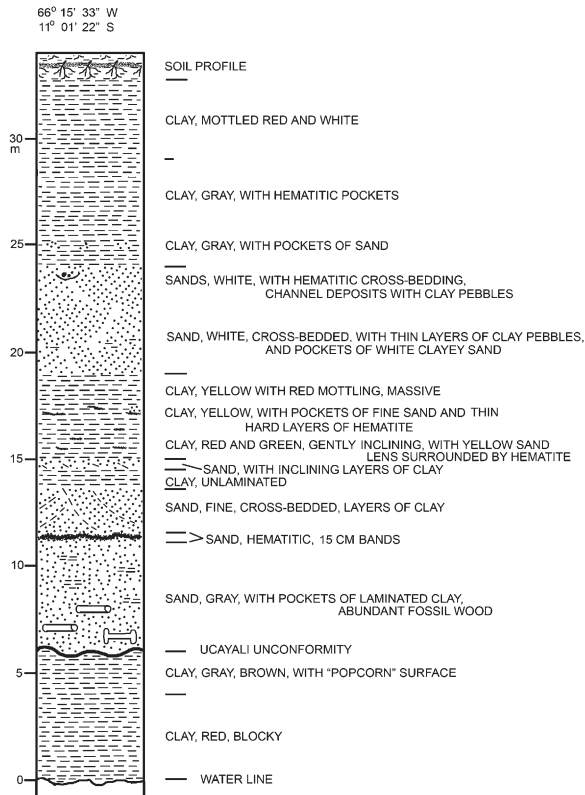 66° 15' 33" W
11° 01' 22" S
SOIL PROFILE
CLAY, MOTTLED RED AND WHITE
30
m
CLAY, GRAY, WITH HEMATITIC POCKETS
25
CLAY, GRAY, WITH POCKETS OF SAND
SANDS, WHITE, WITH HEMATITIC CROSS-BEDDING,
CHANNEL DEPOSITS WITH CLAY PEBBLES
SAND, WHITE, CROSS-BEDDED, WITH THIN LAYERS OF CLAY PEBBLES,
AND POCKETS OF WHITE CLAYEY SAND
20
CLAY, YELLOW WITH RED MOTTLING, MASSIVE
CLAY, YELLOW, WITH POCKETS OF FINE SAND AND THIN
HARD LAYERS OF HEMATITE
CLAY, RED AND GREEN, GENTLY INCLINING, WITH YELLOW SAND
LENS SURROUNDED BY HEMATITE
15
SAND, WITH INCLINING LAYERS OF CLAY
CLAY, UNLAMINATED
SAND, FINE, CROSS-BEDDED, LAYERS OF CLAY
SAND, HEMATITIC, 15 CM BANDS
10
SAND, GRAY, WITH POCKETS OF LAMINATED CLAY,
ABUNDANT FOSSIL WOOD
UCAYALI UNCONFORMITY
5
CLAY, GRAY, BROWN, WITH “POPCORN” SURFACE
CLAY, RED, BLOCKY
0
WATER LINE